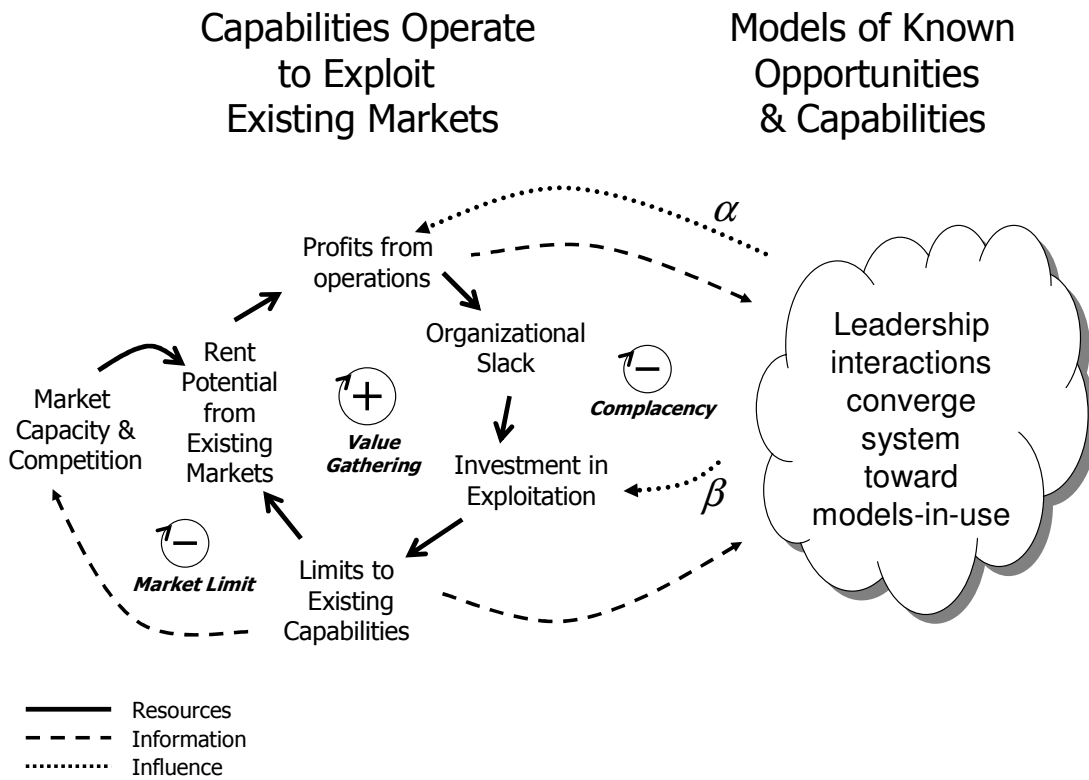 Capabilities Operate
to Exploit
Existing Markets
Models of Known
Opportunities
& Capabilities
α
Profits from
operations
Organizational
Slack
−
Complacency
Leadership
interactions
converge
system
toward
models-in-use
Rent
Potential
from
Existing
Markets
+
Value
Gathering
Market
Capacity &
Competition
Investment in
Exploitation
β
−
Market Limit
Limits to
Existing
Capabilities
Resources
Information
Influence